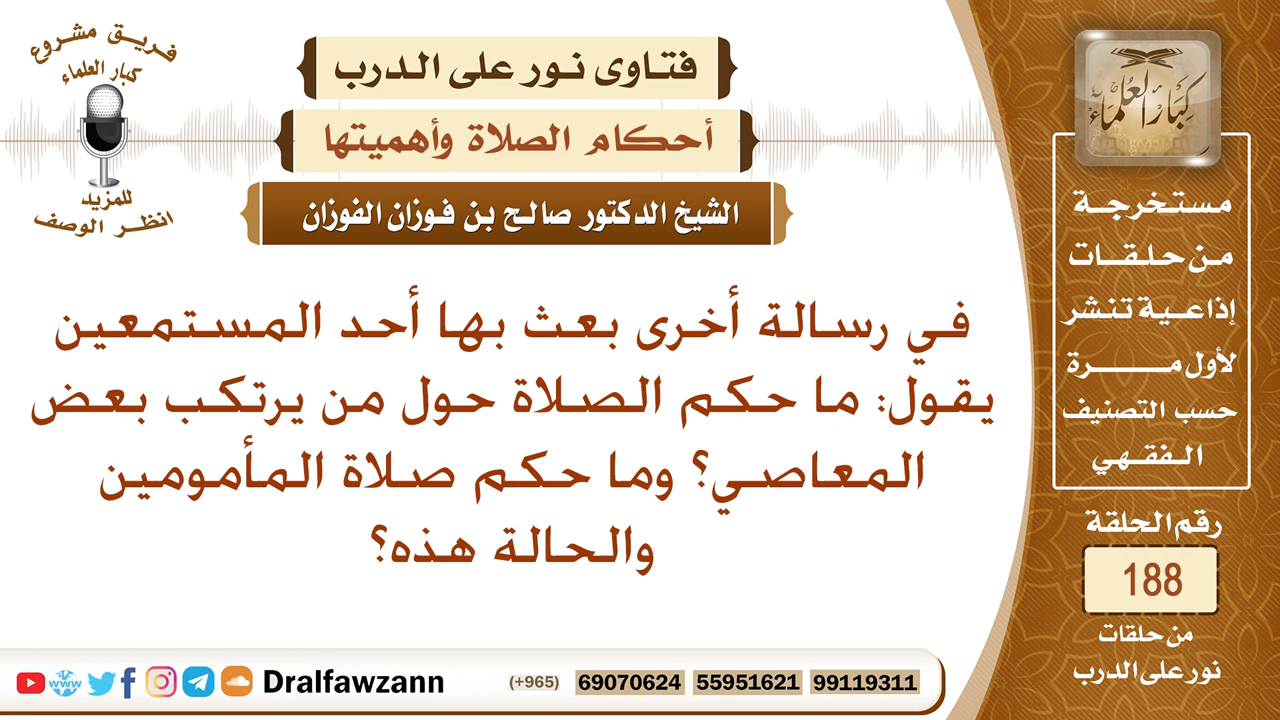 فريق مشروع
كبار العلماء
للمزيد
انظر الوصف
فتاوى نور على الدرب
أحكام الصلاة وأهميتها
الشيخ الدكتور صالح بن فوزان الفوزان
في رسالة أخرى بعث بها أحد المستمعين
يقول: ما حكم الصلاة حول من يرتكب بعض
المعاصي؟ وما حكم صلاة المأمومين
والحالة هذه؟
كبار العلماء
مستخرجة
من حلقات
إذاعية تنشر
لأول مرة
حسب التصنيف
الفقهي
رقم الحلقة
188
من حلقات
نور على الدرب
www Dralfawzann (+965) 69070624 55951621 99119311